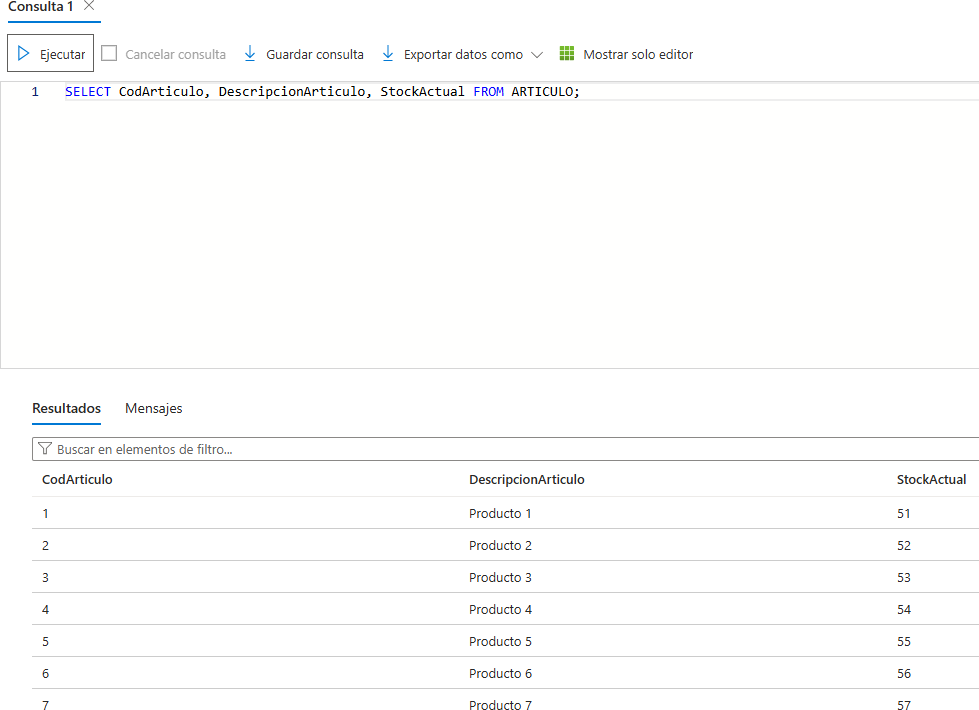 Consulta 1
Ejecutar Cancelar consulta Guardar consulta Exportar datos como Mostrar solo editor
1 SELECT CodArticulo, DescripcionArticulo, StockActual FROM ARTICULO;
Resultados Mensajes
Buscar en elementos de filtro...
CodArticulo DescripcionArticulo StockActual
1 Producto 1 51
2 Producto 2 52
3 Producto 3 53
4 Producto 4 54
5 Producto 5 55
6 Producto 6 56
7 Producto 7 57